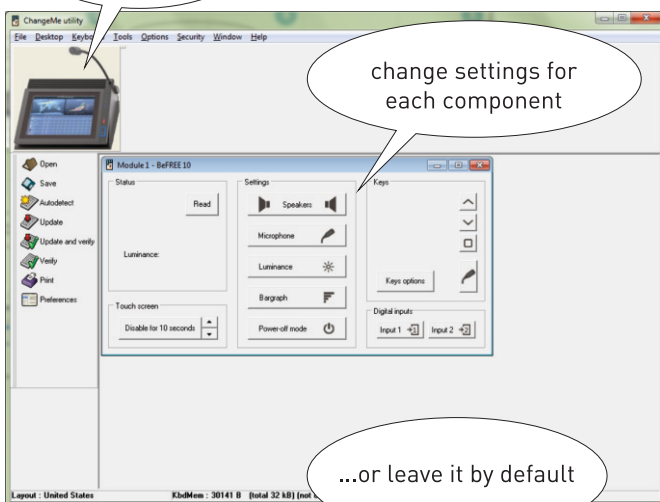 ChangeMe utility
File Desktop Keybo Tools Options Security Window Help
change settings for
each component
Open
Save
Autodetect
Update
Update and verify
Verify
Print
Preferences
Module 1 - BeFREE 10
Status
Read
Luminance:
Touch screen
Disable for 10 seconds
Settings
Speakers
Microphone
Luminance
Bargraph
Power-off mode
Keys
Keys options
Digital inputs
Input 1 Input 2
...or leave it by default
Layout : United States KbdMem : 30141 B (total 32 kB) (not